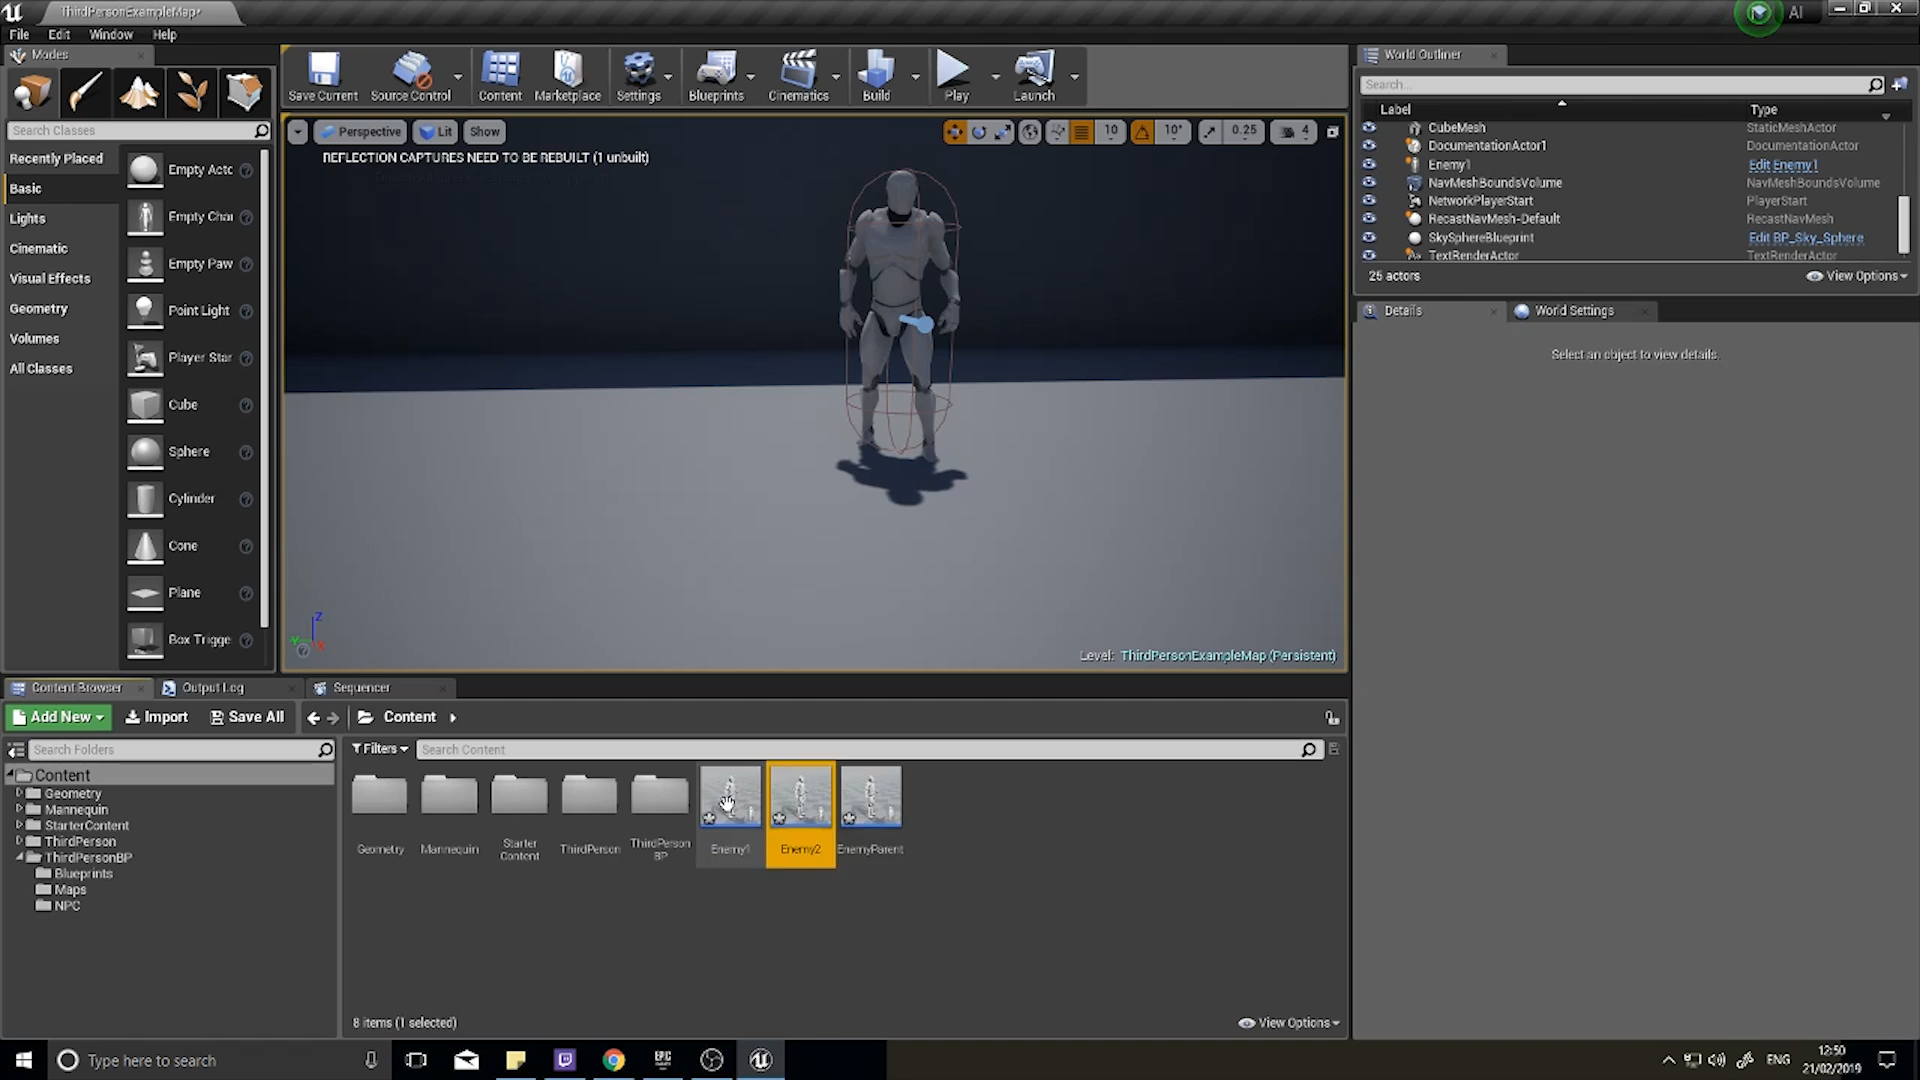 ThirdPersonExampleMap*
AI
File Edit Window Help
Modes
Save Current
Source Control
Content
Marketplace
Settings
Blueprints
Cinematics
Build
Play
Launch
World Outliner
Search...
Label
Type
CubeMesh StaticMeshActor
DocumentationActor1 DocumentationActor
Enemy1 Edit Enemy1
NavMeshBoundsVolume NavMeshBoundsVolume
NetworkPlayerStart PlayerStart
RecastNavMesh-Default RecastNavMesh
SkySphereBlueprint Edit BP_Sky_Sphere
TextRenderActor TextRenderActor
25 actors
View Options
Details
World Settings
Select an object to view details.
Search Classes
Recently Placed
Basic
Lights
Cinematic
Visual Effects
Geometry
Volumes
All Classes
Empty Acto
Empty Char
Empty Paw
Point Light
Player Star
Cube
Sphere
Cylinder
Cone
Plane
Box Trigge
Perspective
Lit
Show
10
10°
0.25
4
REFLECTION CAPTURES NEED TO BE REBUILT (1 unbuilt)
Z
Y
X
Level: ThirdPersonExampleMap (Persistent)
Content Browser
Output Log
Sequencer
Add New
Import
Save All
Content
Search Folders
Filters
Search Content
Content
Geometry
Mannequin
StarterContent
ThirdPerson
ThirdPersonBP
Blueprints
Maps
NPC
Geometry
Mannequin
Starter
Content
ThirdPerson
ThirdPerson
BP
Enemy1
Enemy2
EnemyParent
8 items (1 selected)
View Options
Type here to search
EPIC
ENG
12:50
21/02/2019